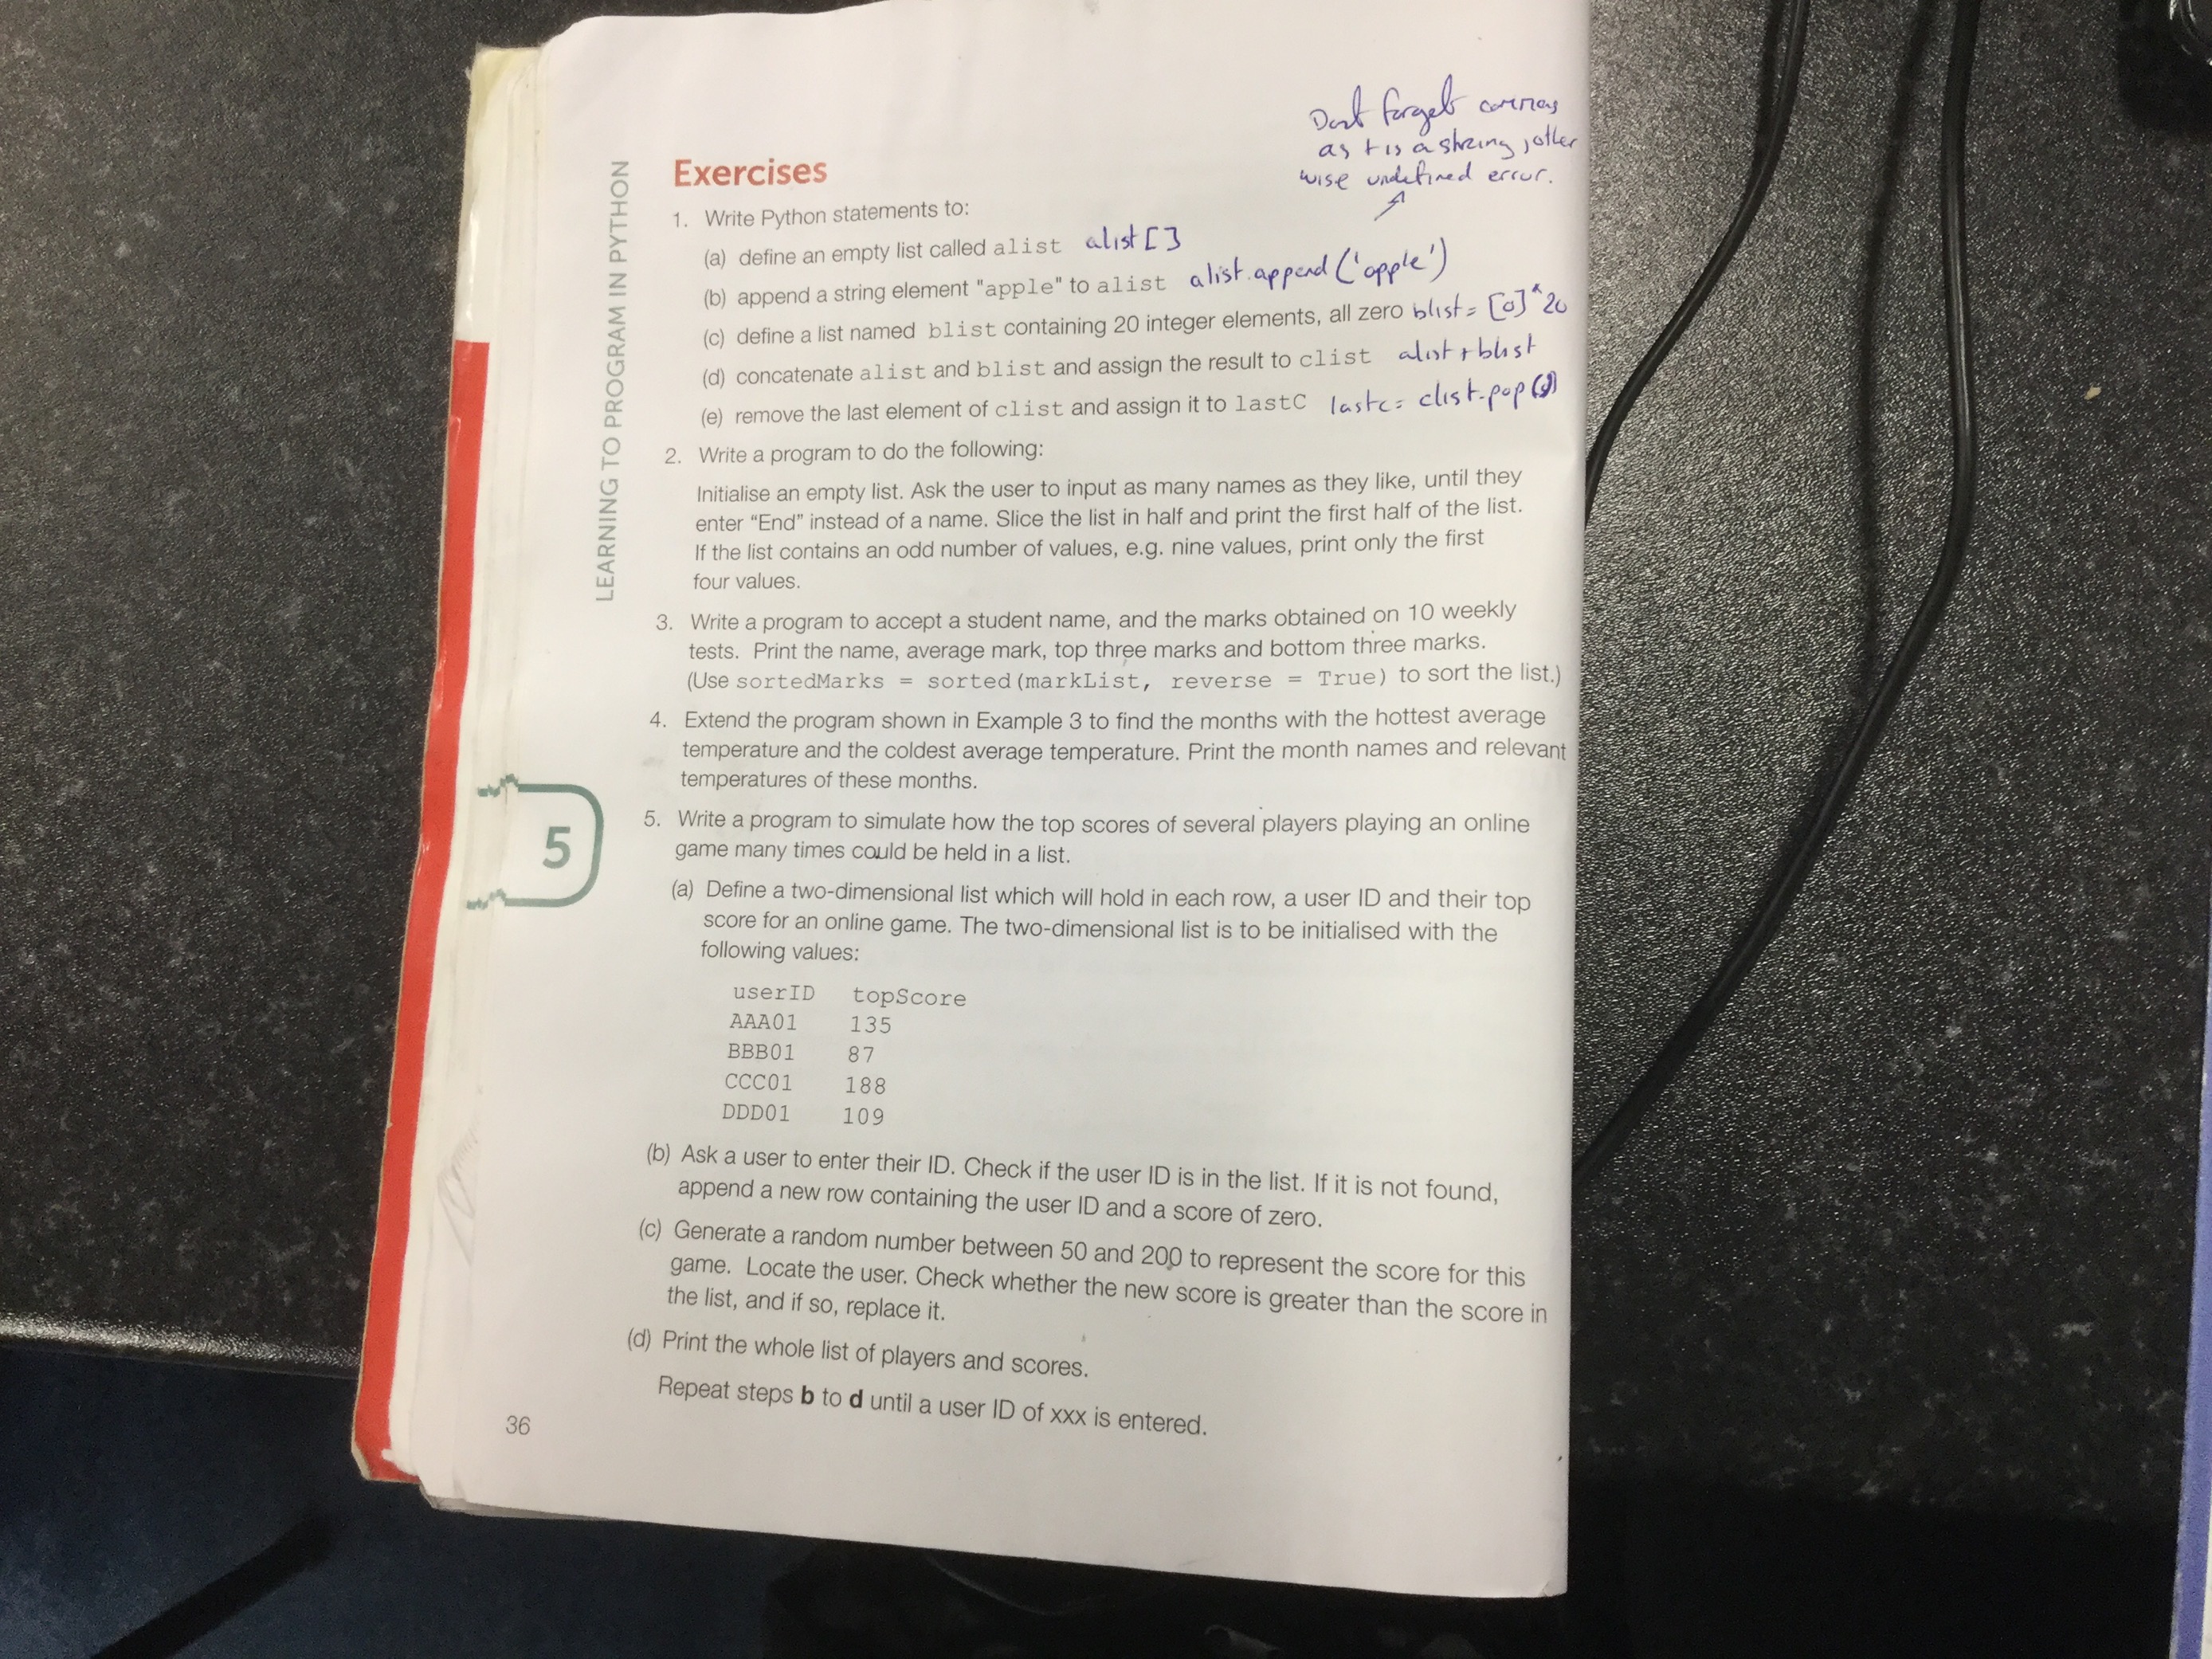 Dont forget commas
as t is a string, other
wise undefined error.
LEARNING TO PROGRAM IN PYTHON
Exercises
1. Write Python statements to:
(a) define an empty list called alist alist[]
(b) append a string element "apple" to alist alist.append('apple')
(c) define a list named blist containing 20 integer elements, all zero blist= [0]*20
(d) concatenate alist and blist and assign the result to clist alist+blist
(e) remove the last element of clist and assign it to lastC lastc= clist.pop()
2. Write a program to do the following:
Initialise an empty list. Ask the user to input as many names as they like, until they
enter “End” instead of a name. Slice the list in half and print the first half of the list.
If the list contains an odd number of values, e.g. nine values, print only the first
four values.
3. Write a program to accept a student name, and the marks obtained on 10 weekly
tests. Print the name, average mark, top three marks and bottom three marks.
(Use sortedMarks = sorted(markList, reverse = True) to sort the list.)
4. Extend the program shown in Example 3 to find the months with the hottest average
temperature and the coldest average temperature. Print the month names and relevant
temperatures of these months.
5
5. Write a program to simulate how the top scores of several players playing an online
game many times could be held in a list.
(a) Define a two-dimensional list which will hold in each row, a user ID and their top
score for an online game. The two-dimensional list is to be initialised with the
following values:
userID topScore
AAA01 135
BBB01 87
CCC01 188
DDD01 109
(b) Ask a user to enter their ID. Check if the user ID is in the list. If it is not found,
append a new row containing the user ID and a score of zero.
(c) Generate a random number between 50 and 200 to represent the score for this
game. Locate the user. Check whether the new score is greater than the score in
the list, and if so, replace it.
(d) Print the whole list of players and scores.
Repeat steps b to d until a user ID of xxx is entered.
36